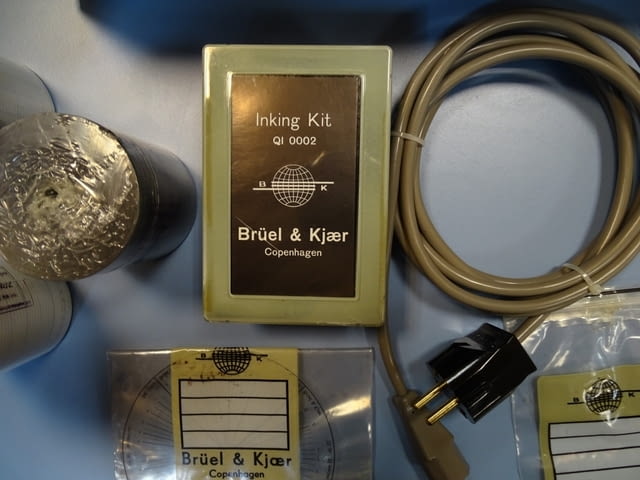 Inking Kit
QI 0002
B K
Brüel & Kjær
Copenhagen
B K
Brüel & Kjær
Copenhagen
B K